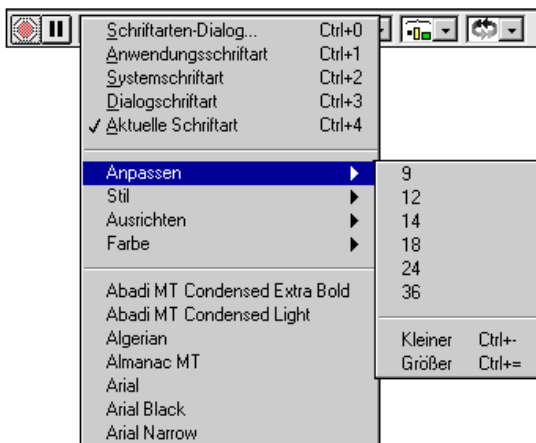 Schriftarten-Dialog... Ctrl+0
Anwendungsschriftart Ctrl+1
Systemschriftart Ctrl+2
Dialogschriftart Ctrl+3
✓ Aktuelle Schriftart Ctrl+4
Anpassen
Stil
Ausrichten
Farbe
Abadi MT Condensed Extra Bold
Abadi MT Condensed Light
Algerian
Almanac MT
Arial
Arial Black
Arial Narrow
9
12
14
18
24
36
Kleiner Ctrl+-
Größer Ctrl+=